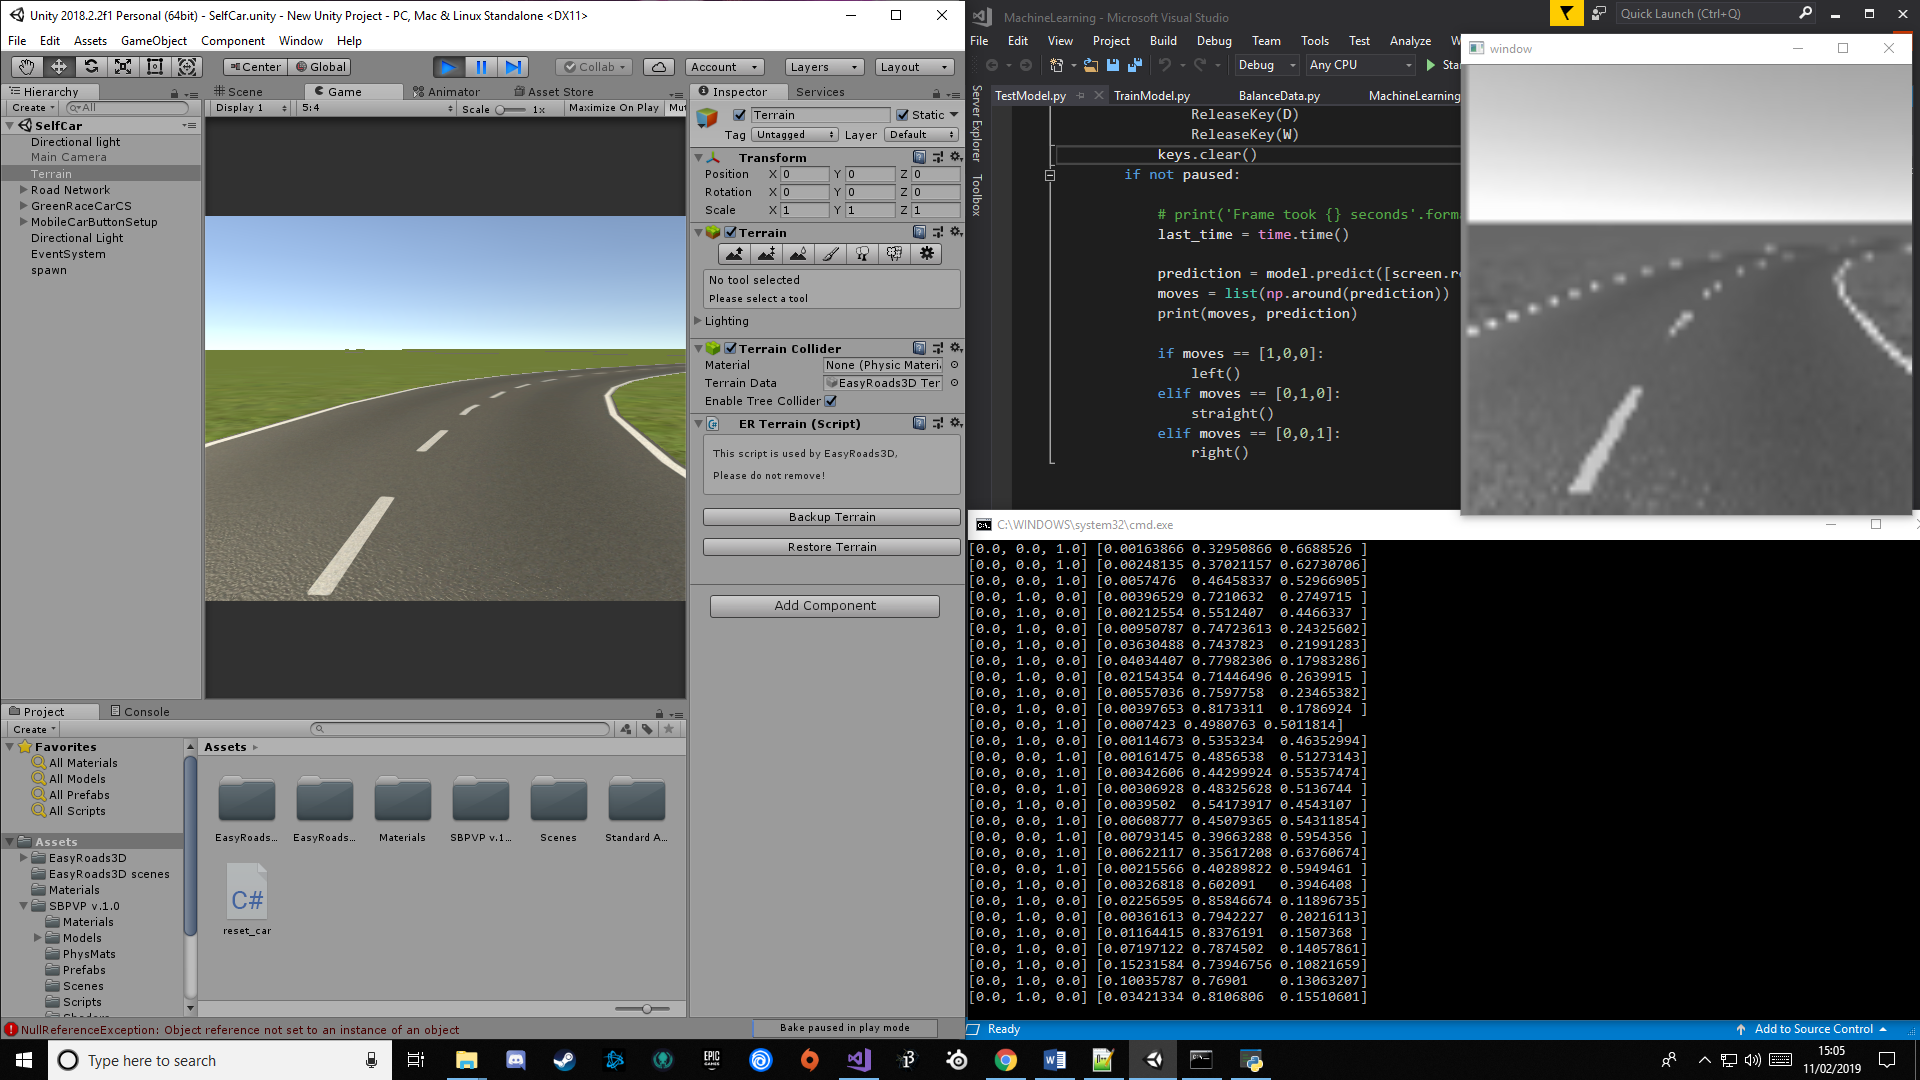 Unity 2018.2.2f1 Personal (64bit) - SelfCar.unity - New Unity Project - PC, Mac & Linux Standalone <DX11>
File Edit Assets GameObject Component Window Help
Center Global Collab Account Layers Layout
Hierarchy
Create All
SelfCar
Directional light
Main Camera
Terrain
Road Network
GreenRaceCarCS
MobileCarButtonSetup
Directional Light
EventSystem
spawn
Scene Game Animator Asset Store
Display 1 5:4 Scale 1x Maximize On Play Mut
Inspector Services
Terrain Static
Tag Untagged Layer Default
Transform
Position X 0 Y 0 Z 0
Rotation X 0 Y 0 Z 0
Scale X 1 Y 1 Z 1
Terrain
No tool selected
Please select a tool
Lighting
Terrain Collider
Material None (Physic Materi
Terrain Data EasyRoads3D Ter
Enable Tree Collider
ER Terrain (Script)
This script is used by EasyRoads3D,
Please do not remove!
Backup Terrain
Restore Terrain
Add Component
Project Console
Create
Favorites
All Materials
All Models
All Prefabs
All Scripts
Assets
EasyRoads3D
EasyRoads3D scenes
Materials
SBPVP v.1.0
Materials
Models
PhysMats
Prefabs
Scenes
Scripts
Assets
EasyRoads... EasyRoads... Materials SBPVP v.1... Scenes Standard A...
C#
reset_car
NullReferenceException: Object reference not set to an instance of an object
Bake paused in play mode
MachineLearning - Microsoft Visual Studio
Quick Launch (Ctrl+Q)
File Edit View Project Build Debug Team Tools Test Analyze W
Debug Any CPU Sta
Server Explorer
Toolbox
TestModel.py TrainModel.py BalanceData.py MachineLearning
ReleaseKey(D)
ReleaseKey(W)
keys.clear()
if not paused:
# print('Frame took {} seconds'.form
last_time = time.time()
prediction = model.predict([screen.r
moves = list(np.around(prediction))
print(moves, prediction)
if moves == [1,0,0]:
left()
elif moves == [0,1,0]:
straight()
elif moves == [0,0,1]:
right()
window
C:\WINDOWS\system32\cmd.exe
[0.0, 0.0, 1.0] [0.00163866 0.32950866 0.6688526 ]
[0.0, 0.0, 1.0] [0.00248135 0.37021157 0.62730706]
[0.0, 0.0, 1.0] [0.0057476 0.46458337 0.52966905]
[0.0, 1.0, 0.0] [0.00396529 0.7210632 0.2749715 ]
[0.0, 1.0, 0.0] [0.00212554 0.5512407 0.4466337 ]
[0.0, 1.0, 0.0] [0.00950787 0.74723613 0.24325602]
[0.0, 1.0, 0.0] [0.03630488 0.7437823 0.21991283]
[0.0, 1.0, 0.0] [0.04034407 0.77982306 0.17983286]
[0.0, 1.0, 0.0] [0.02154354 0.71446496 0.2639915 ]
[0.0, 1.0, 0.0] [0.00557036 0.7597758 0.23465382]
[0.0, 1.0, 0.0] [0.00397653 0.8173311 0.1786924 ]
[0.0, 0.0, 1.0] [0.0007423 0.4980763 0.5011814]
[0.0, 1.0, 0.0] [0.00114673 0.5353234 0.46352994]
[0.0, 0.0, 1.0] [0.00161475 0.4856538 0.51273143]
[0.0, 0.0, 1.0] [0.00342606 0.44299924 0.55357474]
[0.0, 0.0, 1.0] [0.00306928 0.48325628 0.5136744 ]
[0.0, 1.0, 0.0] [0.0039502 0.54173917 0.4543107 ]
[0.0, 0.0, 1.0] [0.00608777 0.45079365 0.54311854]
[0.0, 0.0, 1.0] [0.00793145 0.39663288 0.5954356 ]
[0.0, 0.0, 1.0] [0.00622117 0.35617208 0.63760674]
[0.0, 0.0, 1.0] [0.00215566 0.40289822 0.5949461 ]
[0.0, 1.0, 0.0] [0.00326818 0.602091 0.3946408 ]
[0.0, 1.0, 0.0] [0.02256595 0.85846674 0.11896735]
[0.0, 1.0, 0.0] [0.00361613 0.7942227 0.20216113]
[0.0, 1.0, 0.0] [0.01164415 0.8376191 0.1507368 ]
[0.0, 1.0, 0.0] [0.07197122 0.7874502 0.14057861]
[0.0, 1.0, 0.0] [0.15231584 0.73946756 0.10821659]
[0.0, 1.0, 0.0] [0.10035787 0.76901 0.13063207]
[0.0, 1.0, 0.0] [0.03421334 0.8106806 0.15510601]
Ready Add to Source Control
Type here to search
EPIC GAMES
15:05
11/02/2019